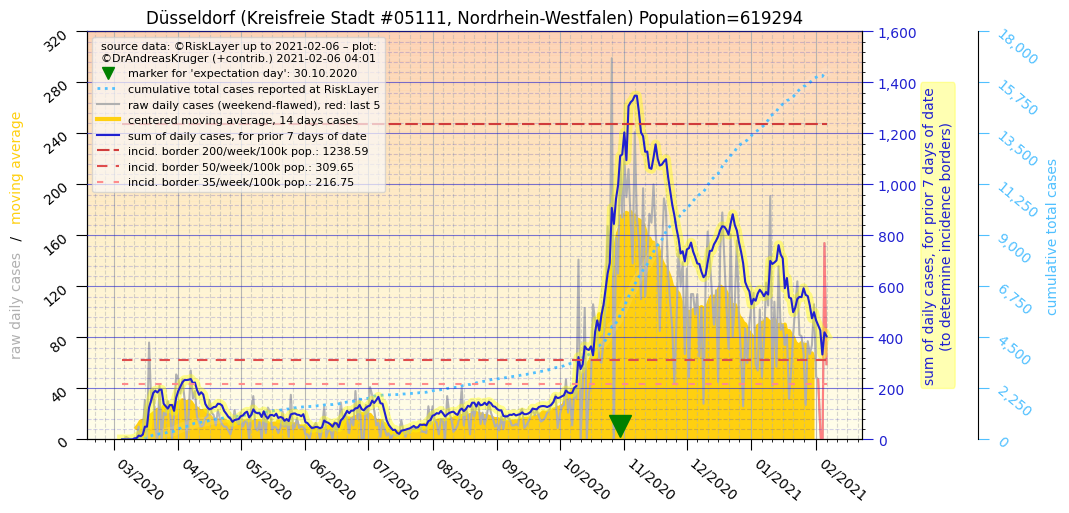 Düsseldorf (Kreisfreie Stadt #05111, Nordrhein-Westfalen) Population=619294
source data: ©RiskLayer up to 2021-02-06 – plot:
©DrAndreasKruger (+contrib.) 2021-02-06 04:01
marker for 'expectation day': 30.10.2020
cumulative total cases reported at RiskLayer
raw daily cases (weekend-flawed), red: last 5
centered moving average, 14 days cases
sum of daily cases, for prior 7 days of date
incid. border 200/week/100k pop.: 1238.59
incid. border 50/week/100k pop.: 309.65
incid. border 35/week/100k pop.: 216.75
raw daily cases / moving average
320
280
240
200
160
120
80
40
0
03/2020
04/2020
05/2020
06/2020
07/2020
08/2020
09/2020
10/2020
11/2020
12/2020
01/2021
02/2021
1,600
1,400
1,200
1,000
800
600
400
200
0
sum of daily cases, for prior 7 days of date
(to determine incidence borders)
18,000
15,750
13,500
11,250
9,000
6,750
4,500
2,250
0
cumulative total cases